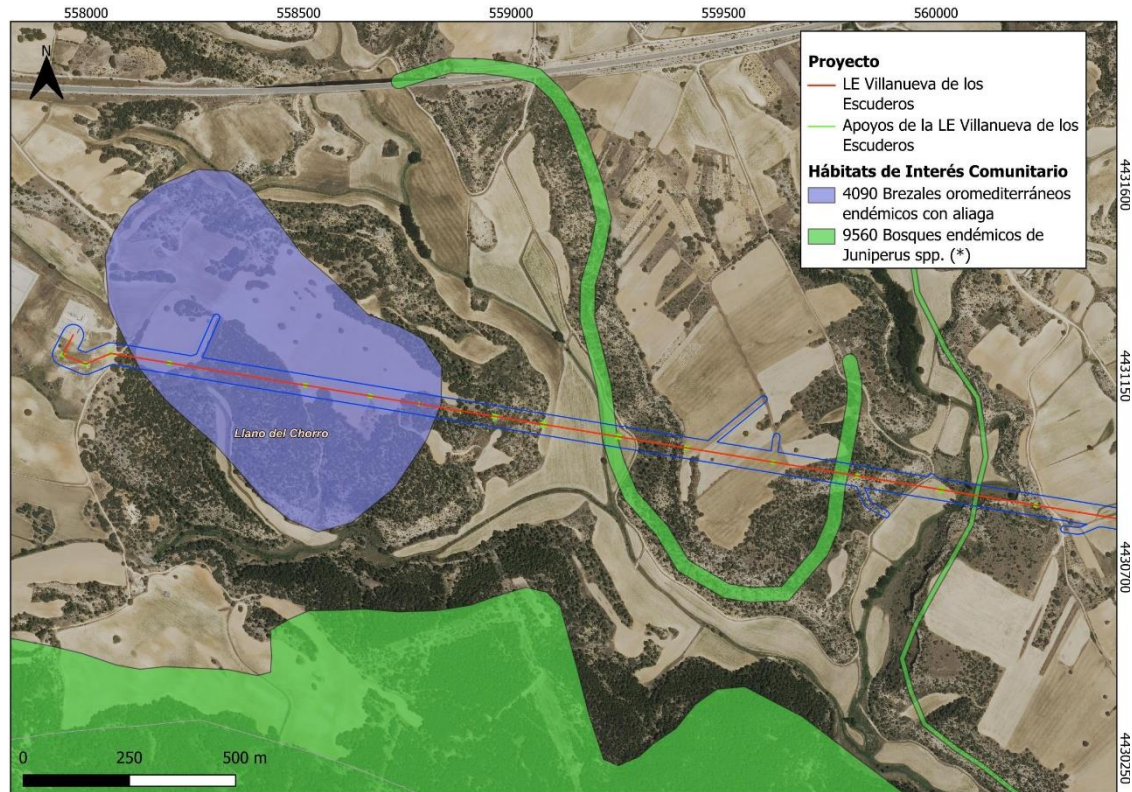 558000
558500
559000
559500
560000
N
Proyecto
LE Villanueva de los
Escuderos
Apoyos de la LE Villanueva de los
Escuderos
Hábitats de Interés Comunitario
4090 Brezales oromediterráneos
endémicos con aliaga
9560 Bosques endémicos de
Juniperus spp. (*)
4431600
4431150
4430700
4430250
Llano del Chorro
0
250
500 m